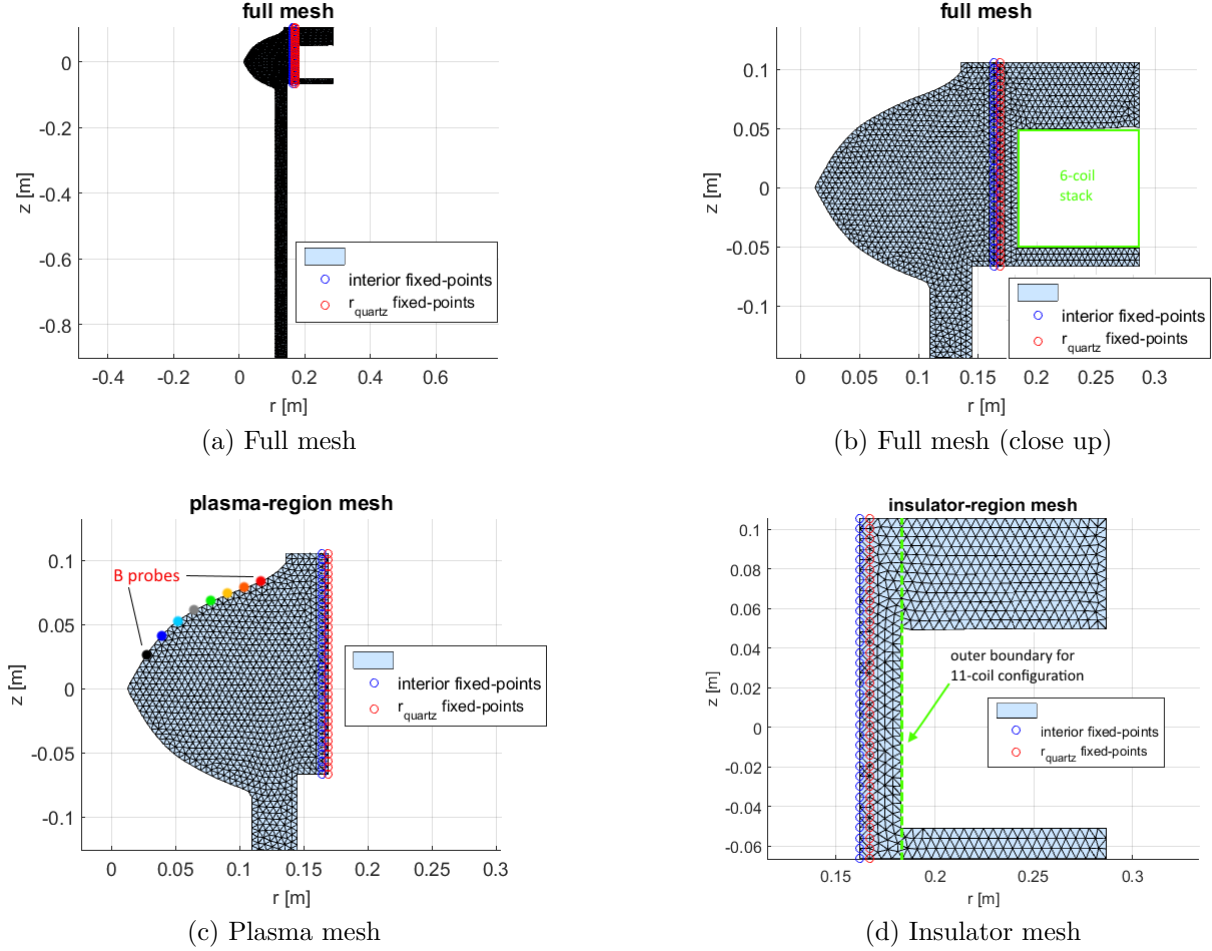 full mesh
0
-0.2
-0.4
-0.6
-0.8
z [m]
-0.4
-0.2
0
0.2
0.4
0.6
r [m]
interior fixed-points
r_quartz fixed-points
(a) Full mesh
full mesh
0.1
0.05
0
-0.05
-0.1
z [m]
0
0.05
0.1
0.15
0.2
0.25
0.3
r [m]
6-coil
stack
interior fixed-points
r_quartz fixed-points
(b) Full mesh (close up)
plasma-region mesh
0.1
0.05
0
-0.05
-0.1
z [m]
0
0.05
0.1
0.15
0.2
0.25
0.3
r [m]
B probes
interior fixed-points
r_quartz fixed-points
(c) Plasma mesh
insulator-region mesh
0.1
0.08
0.06
0.04
0.02
0
-0.02
-0.04
-0.06
z [m]
0.15
0.2
0.25
0.3
r [m]
outer boundary for
11-coil configuration
interior fixed-points
r_quartz fixed-points
(d) Insulator mesh